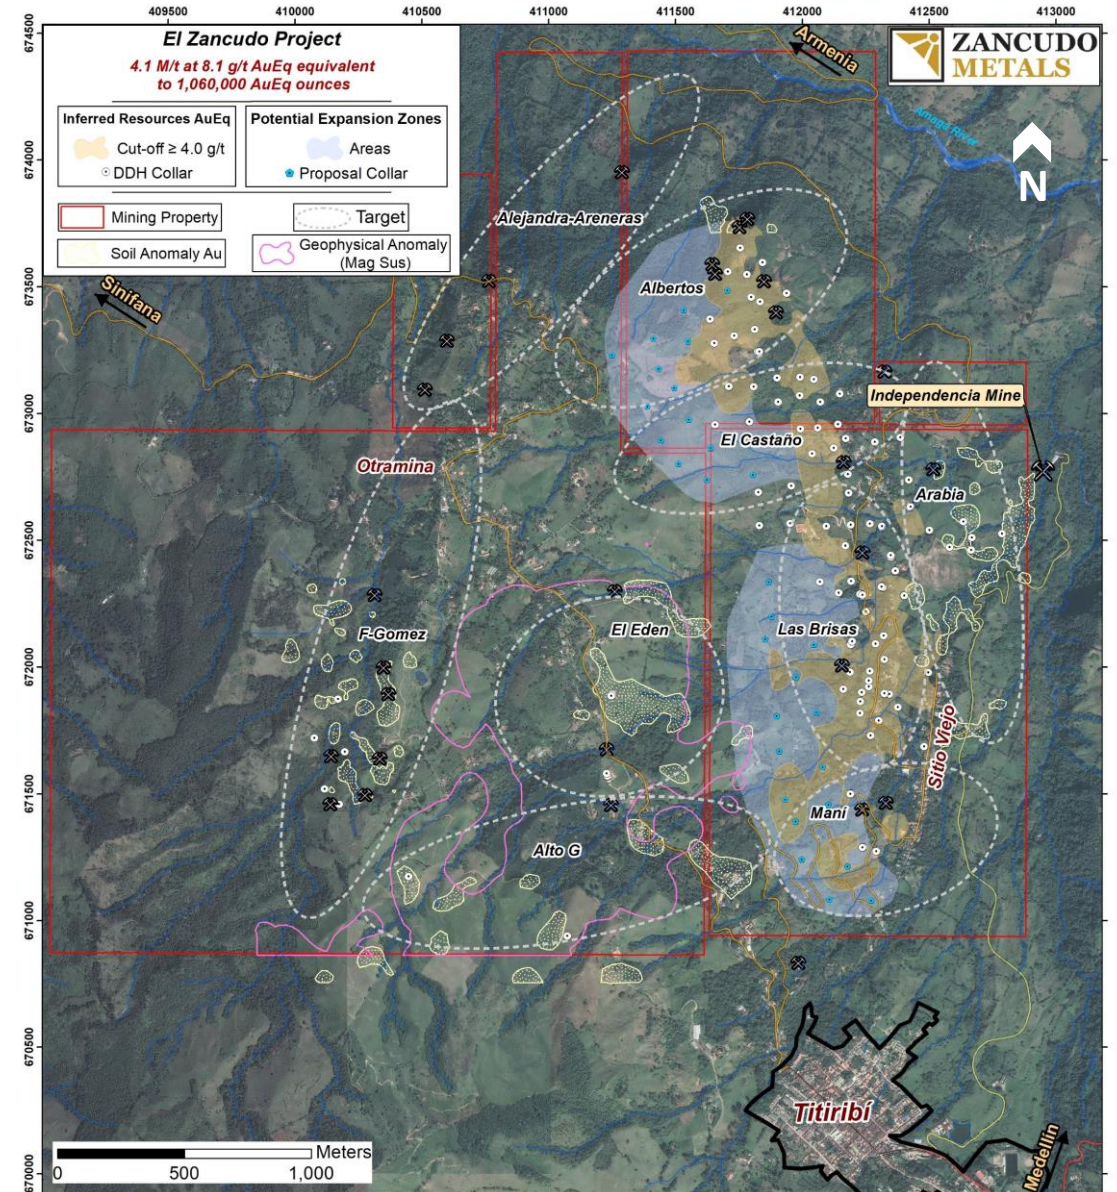 409500
410000
410500
411000
411500
412000
412500
413000
674500
674000
673500
673000
672500
672000
671500
671000
670500
670000
El Zancudo Project
4.1 M/t at 8.1 g/t AuEq equivalent
to 1,060,000 AuEq ounces
Inferred Resources AuEq
Cut-off ≥ 4.0 g/t
DDH Collar
Potential Expansion Zones
Areas
Proposal Collar
Mining Property
Target
Soil Anomaly Au
Geophysical Anomaly
(Mag Sus)
ZANCUDO
METALS
N
Armenia
Amaga River
Sinifana
Alejandra-Areneras
Albertos
Independencia Mine
El Castaño
Otramina
Arabia
F-Gomez
El Eden
Las Brisas
Sitio Viejo
Maní
Alto G
Titiribí
Medellin
Meters
0
500
1,000